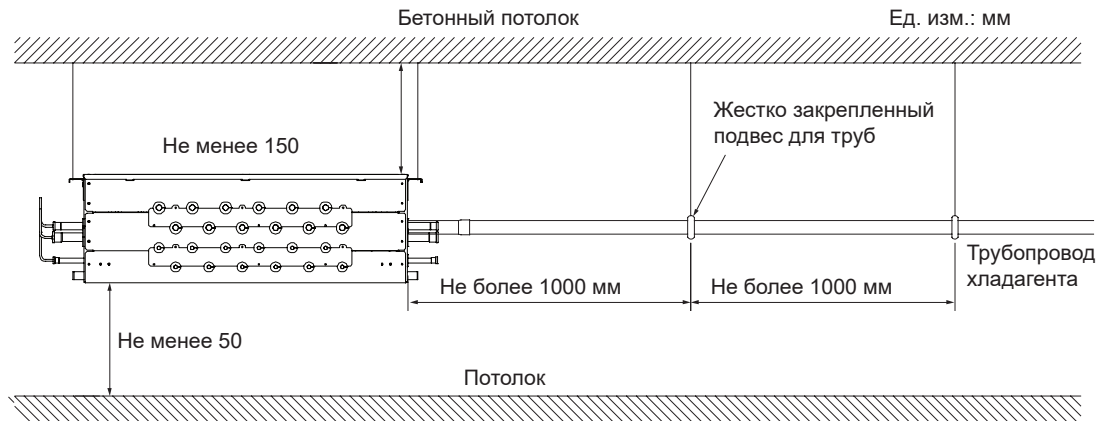 Бетонный потолок
Ед. изм.: мм
Жестко закрепленный
подвес для труб
Не менее 150
Трубопровод
хладагента
Не более 1000 мм
Не более 1000 мм
Не менее 50
Потолок